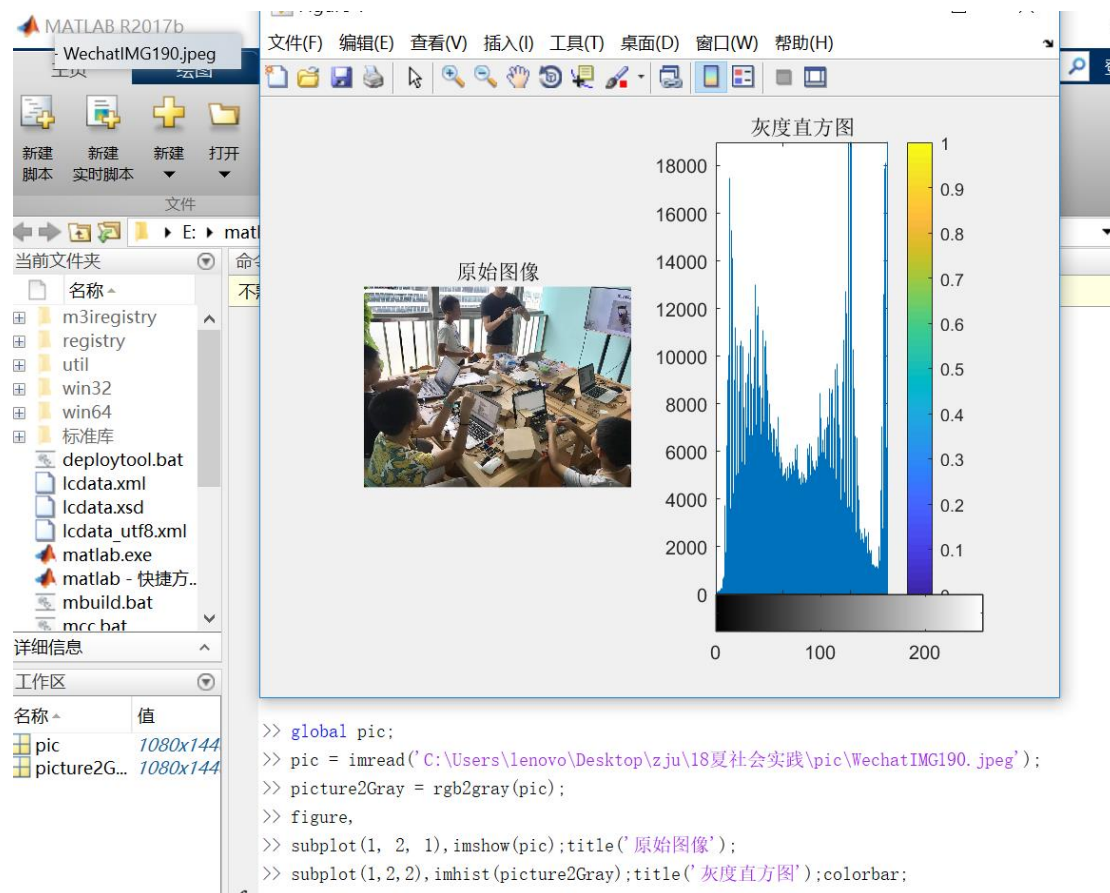 MATLAB R2017b
- WechatIMG190.jpeg
文件(F) 编辑(E) 查看(V) 插入(I) 工具(T) 桌面(D) 窗口(W) 帮助(H)
新建 新建 新建 打开
脚本 实时脚本
文件
E: matl
当前文件夹
名称
m3iregistry
registry
util
win32
win64
标准库
deploytool.bat
lcdata.xml
lcdata.xsd
lcdata_utf8.xml
matlab.exe
matlab - 快捷方..
mbuild.bat
mcc.bat
详细信息
工作区
名称 值
pic 1080x144
picture2G... 1080x144
原始图像
灰度直方图
18000
16000
14000
12000
10000
8000
6000
4000
2000
0
1
0.9
0.8
0.7
0.6
0.5
0.4
0.3
0.2
0.1
0 100 200
>> global pic;
>> pic = imread('C:\Users\lenovo\Desktop\zju\18夏社会实践\pic\WechatIMG190.jpeg');
>> picture2Gray = rgb2gray(pic);
>> figure,
>> subplot(1, 2, 1),imshow(pic);title('原始图像');
>> subplot(1,2,2),imhist(picture2Gray);title('灰度直方图');colorbar;